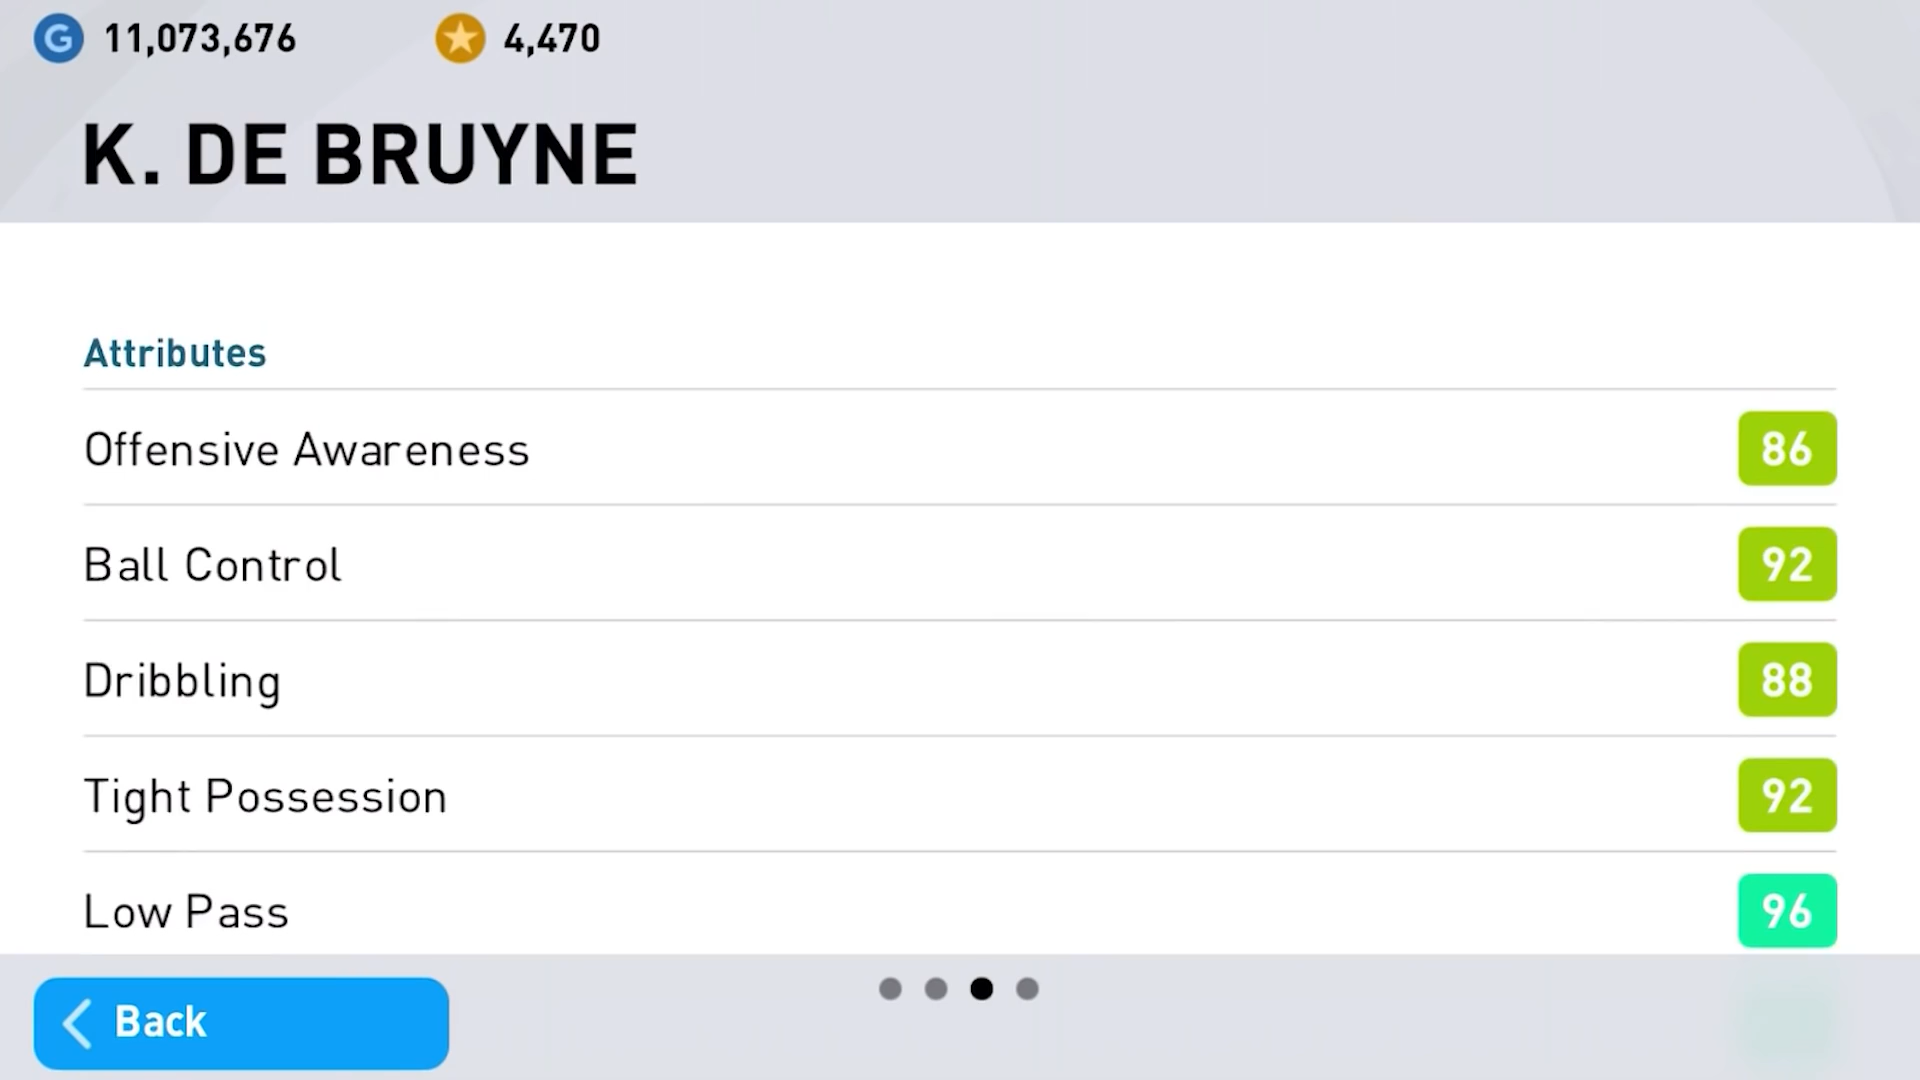 G 11,073,676 4,470
K. DE BRUYNE
Attributes
Offensive Awareness 86
Ball Control 92
Dribbling 88
Tight Possession 92
Low Pass 96
Back